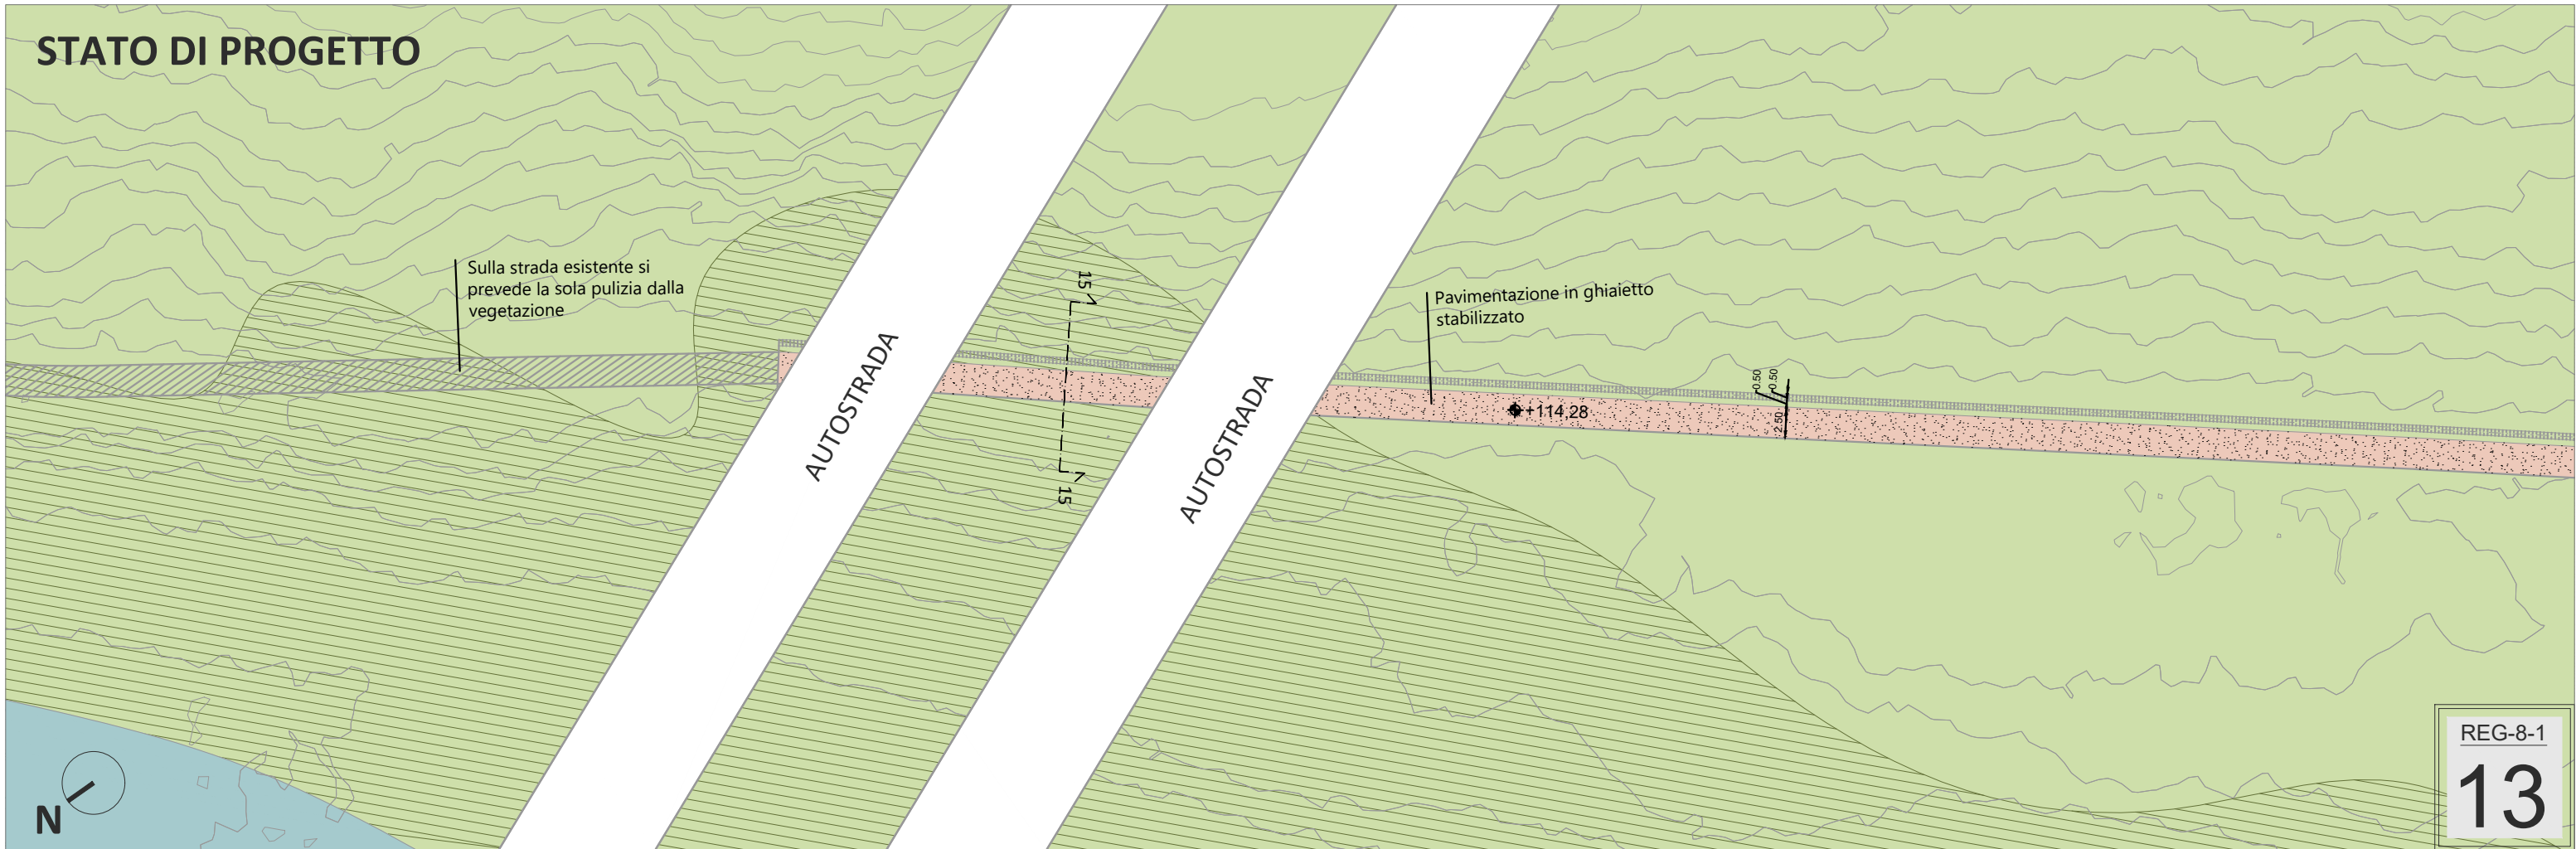 STATO DI PROGETTO
Sulla strada esistente si
prevede la sola pulizia dalla
vegetazione
AUTOSTRADA
15
15
AUTOSTRADA
Pavimentazione in ghiaietto
stabilizzato
+114.28
0.50
0.50
2.50
N
REG-8-1
13